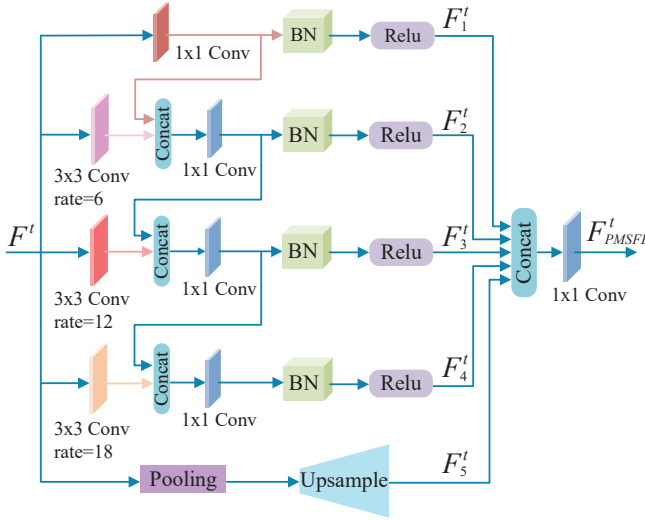 1x1 Conv
BN
Relu
F_1^t
3x3 Conv
rate=6
Concat
1x1 Conv
BN
Relu
F_2^t
F^t
3x3 Conv
rate=12
Concat
1x1 Conv
BN
Relu
F_3^t
Concat
1x1 Conv
F_{PMSFE}^t
3x3 Conv
rate=18
Concat
1x1 Conv
BN
Relu
F_4^t
Pooling
Upsample
F_5^t